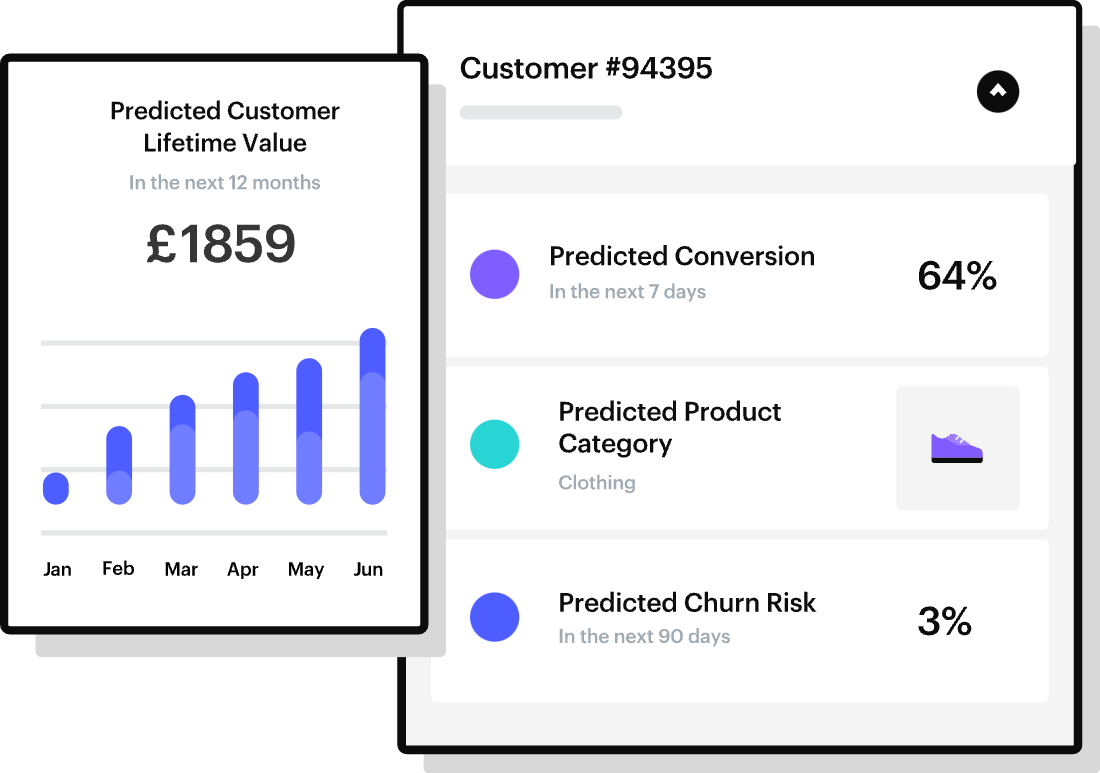 Predicted Customer
Lifetime Value
In the next 12 months
£1859
Jan Feb Mar Apr May Jun
Customer #94395
Predicted Conversion
In the next 7 days
64%
Predicted Product
Category
Clothing
Predicted Churn Risk
In the next 90 days
3%